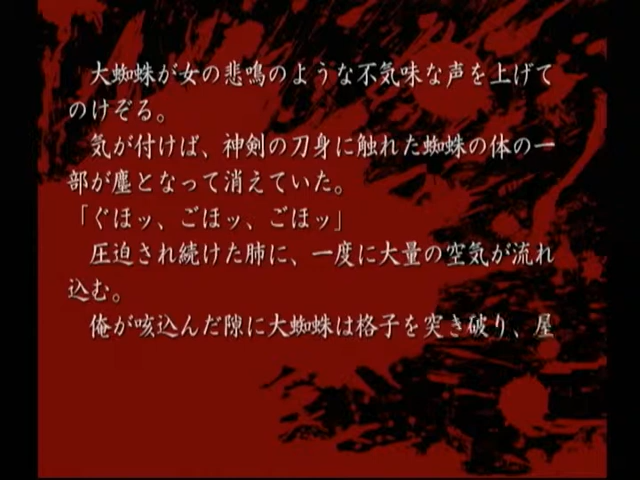 大蜘蛛が女の悲鳴のような不気味な声を上げて
のけぞる。
気が付けば、神剣の刀身に触れた蜘蛛の体の一
部が塵となって消えていた。
「ぐほッ、ごほッ、ごほッ」
圧迫され続けた肺に、一度に大量の空気が流れ
込む。
俺が咳込んだ隙に大蜘蛛は格子を突き破り、屋